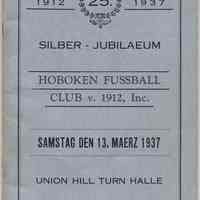 1912 25. 1937
SILBER - JUBILAEUM
HOBOKEN FUSSBALL
CLUB v. 1912, Inc.
SAMSTAG DEN 13. MAERZ 1937
UNION HILL TURN HALLE